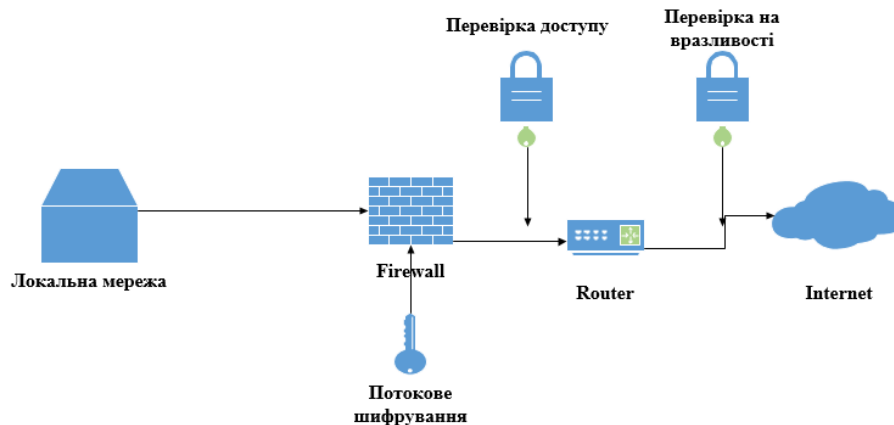 Перевірка доступу
Перевірка на
вразливості
Локальна мережа
Firewall
Router
Internet
Потокове
шифрування